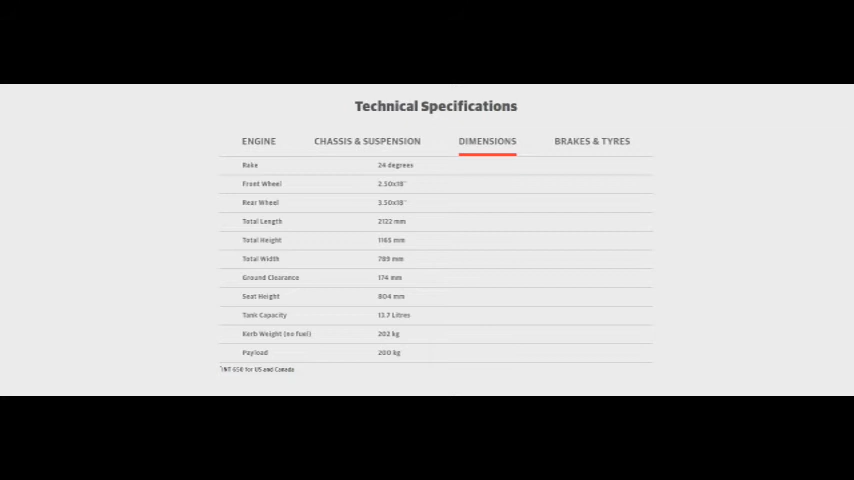 Technical Specifications
ENGINE CHASSIS & SUSPENSION DIMENSIONS BRAKES & TYRES
Rake 24 degrees
Front Wheel 2.50x18"
Rear Wheel 3.50x18"
Total Length 2122 mm
Total Height 1165 mm
Total Width 789 mm
Ground Clearance 174 mm
Seat Height 804 mm
Tank Capacity 13.7 Litres
Kerb Weight (no fuel) 202 kg
Payload 200 kg
*INT 650 for US and Canada